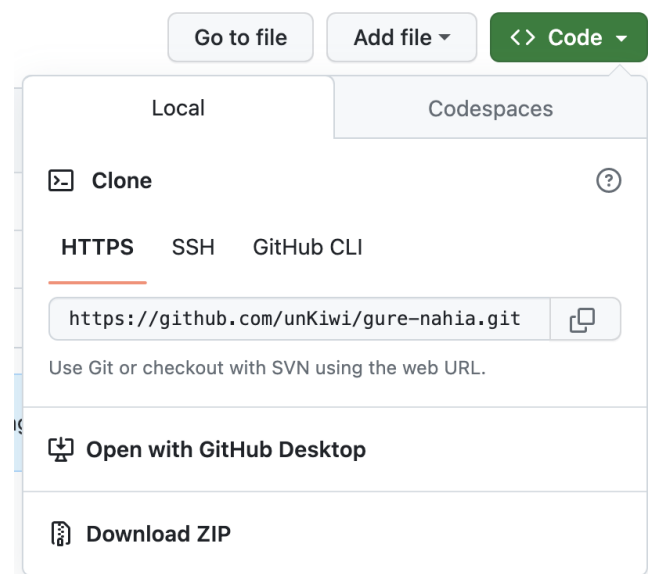 Go to file
Add file
<> Code
Local
Codespaces
Clone
HTTPS
SSH
GitHub CLI
https://github.com/unKiwi/gure-nahia.git
Use Git or checkout with SVN using the web URL.
Open with GitHub Desktop
Download ZIP